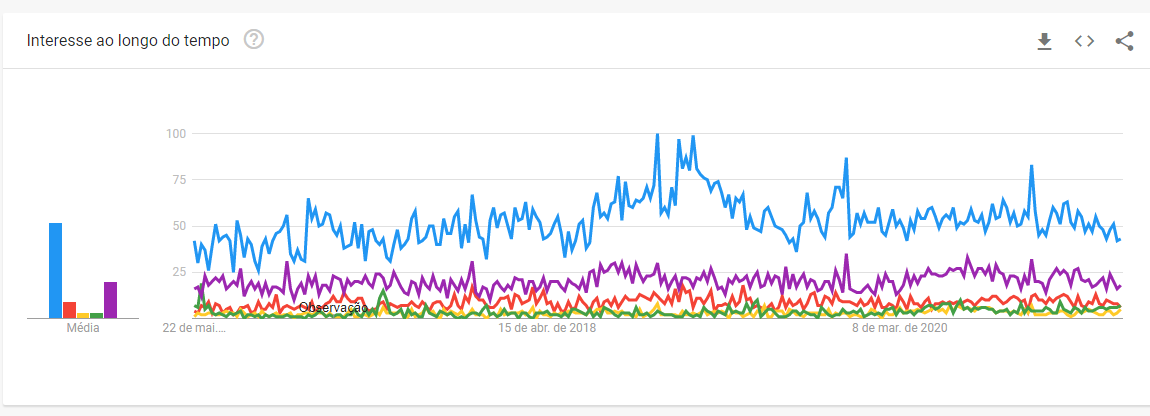 Interesse ao longo do tempo
100
75
50
25
Observação
Média
22 de mai.…
15 de abr. de 2018
8 de mar. de 2020